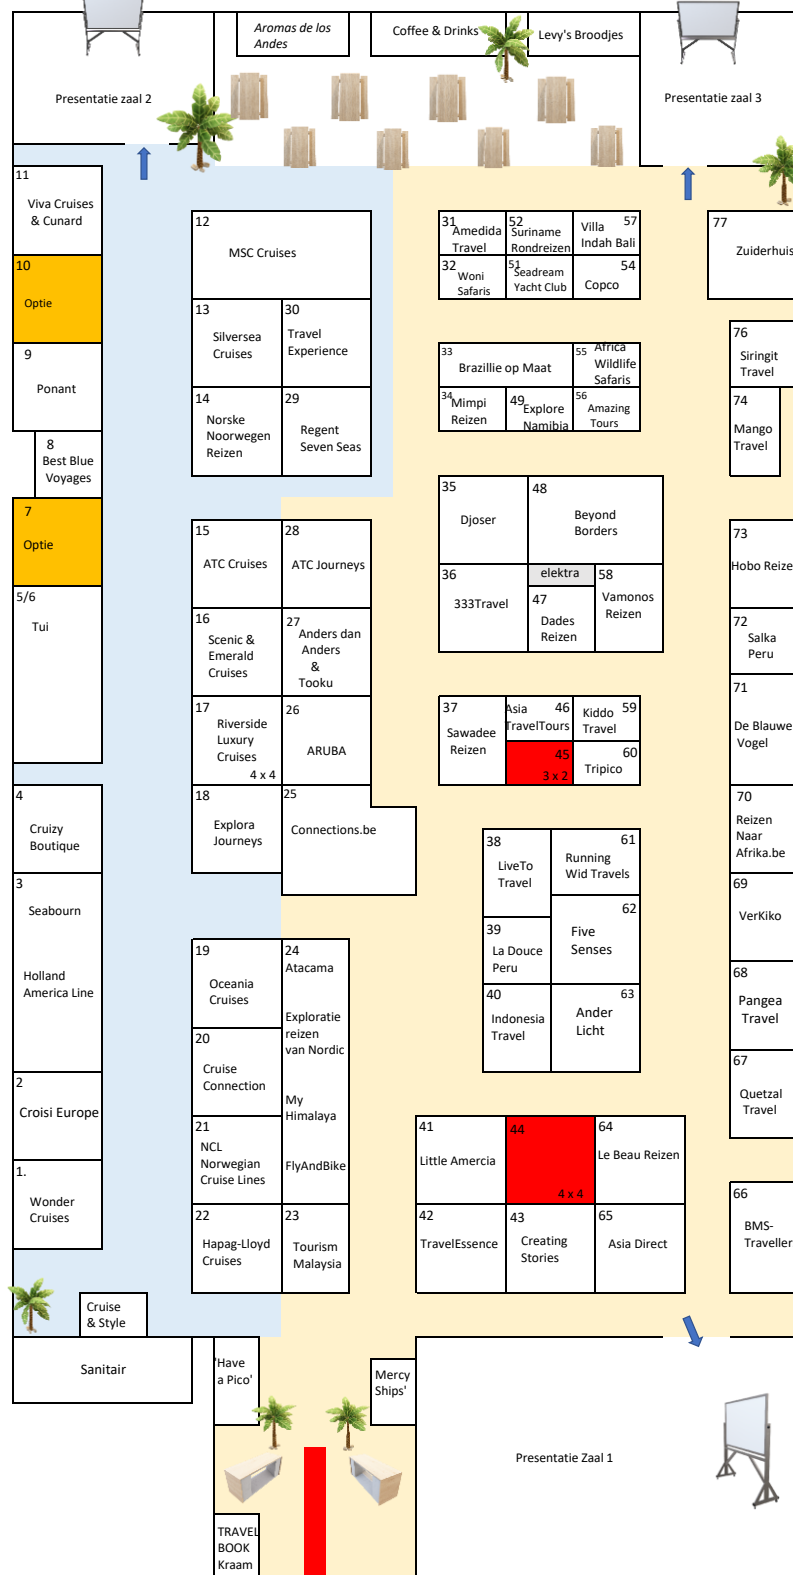 Aromas de los
Andes
Coffee & Drinks
Levy's Broodjes
Presentatie zaal 2
Presentatie zaal 3
11
Viva Cruises
& Cunard
10
Optie
9
Ponant
8
Best Blue
Voyages
7
Optie
5/6
Tui
4
Cruizy
Boutique
3
Seabourn
Holland
America Line
2
Croisi Europe
1.
Wonder
Cruises
Cruise
& Style
Sanitair
12
MSC Cruises
13
Silversea
Cruises
30
Travel
Experience
14
Norske
Noorwegen
Reizen
29
Regent
Seven Seas
15
ATC Cruises
28
ATC Journeys
16
Scenic &
Emerald
Cruises
27
Anders dan
Anders
&
Tooku
17
Riverside
Luxury
Cruises
4 x 4
26
ARUBA
18
Explora
Journeys
25
Connections.be
19
Oceania
Cruises
24
Atacama
Exploratie
reizen
van Nordic
My
Himalaya
FlyAndBike
20
Cruise
Connection
21
NCL
Norwegian
Cruise Lines
22
Hapag-Lloyd
Cruises
23
Tourism
Malaysia
31
Amedida
Travel
52
Suriname
Rondreizen
57
Villa
Indah Bali
32
Woni
Safaris
51
Seadream
Yacht Club
54
Copco
33
Brazillie op Maat
55
Africa
Wildlife
Safaris
34
Mimpi
Reizen
49
Explore
Namibia
56
Amazing
Tours
35
Djoser
48
Beyond
Borders
36
333Travel
elektra
47
Dades
Reizen
58
Vamonos
Reizen
37
Sawadee
Reizen
46
Asia
TravelTours
59
Kiddo
Travel
45
3 x 2
60
Tripico
38
LiveTo
Travel
61
Running
Wid Travels
39
La Douce
Peru
62
Five
Senses
40
Indonesia
Travel
63
Ander
Licht
41
Little Amercia
44
4 x 4
64
Le Beau Reizen
42
TravelEssence
43
Creating
Stories
65
Asia Direct
77
Zuiderhuis
76
Siringit
Travel
74
Mango
Travel
73
Hobo Reize
72
Salka
Peru
71
De Blauwe
Vogel
70
Reizen
Naar
Afrika.be
69
VerKiko
68
Pangea
Travel
67
Quetzal
Travel
66
BMS-
Traveller
'Have
a Pico'
Mercy
Ships'
Presentatie Zaal 1
TRAVEL
BOOK
Kraam